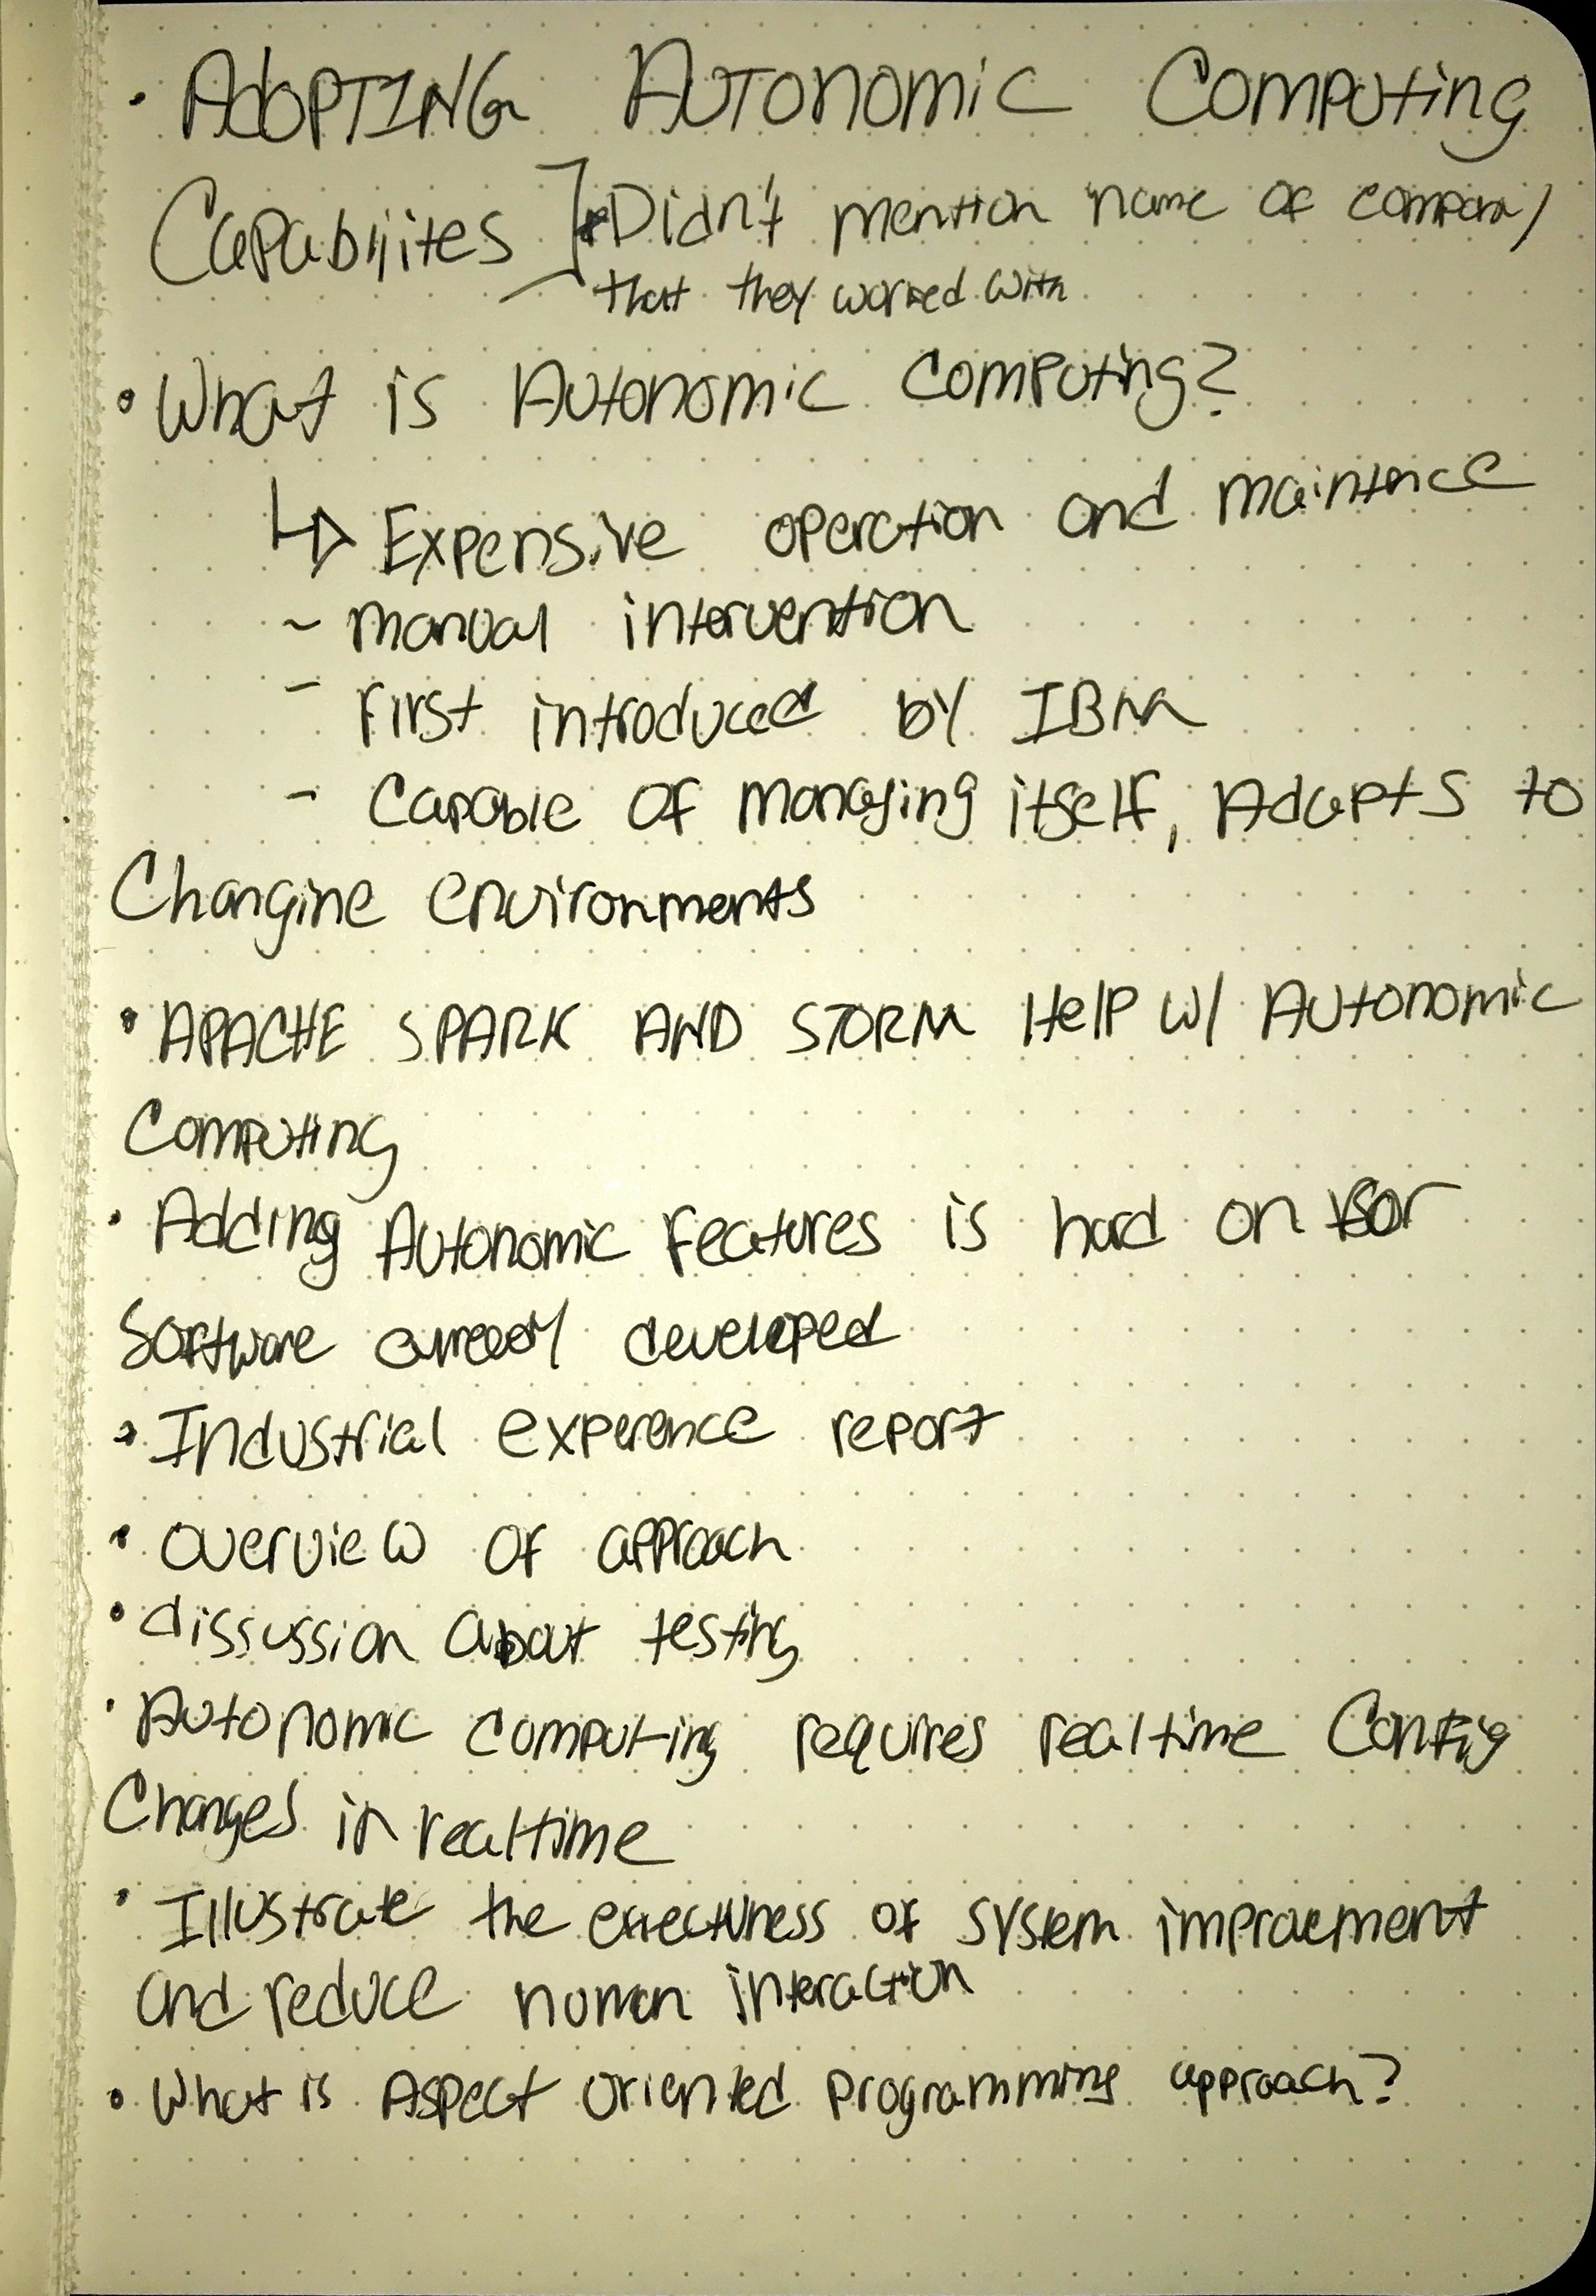 • ADOPTING AUTONOMIC COMPUTING
Capabiiites ] • Didn't mention name of company
that they worked with
• What is Autonomic Computing?
↳ Expensive operation and maintence
~ manual intervention
- First introduced by IBM
- Capable of managing itself, Adapts to
Changine environments
• APACHE SPARK AND STORM Help w/ Autonomic
Computing
• Adding Autonomic Features is hard on for
Software already developed
• Industrial experence report
• overview of approach
• dissussion about testing
• Autonomic computing requires realtime Config
Changes in realtime
• Illustrate the effectivness of system improement
and reduce human interaction
• What is Aspect oriented programming approach?